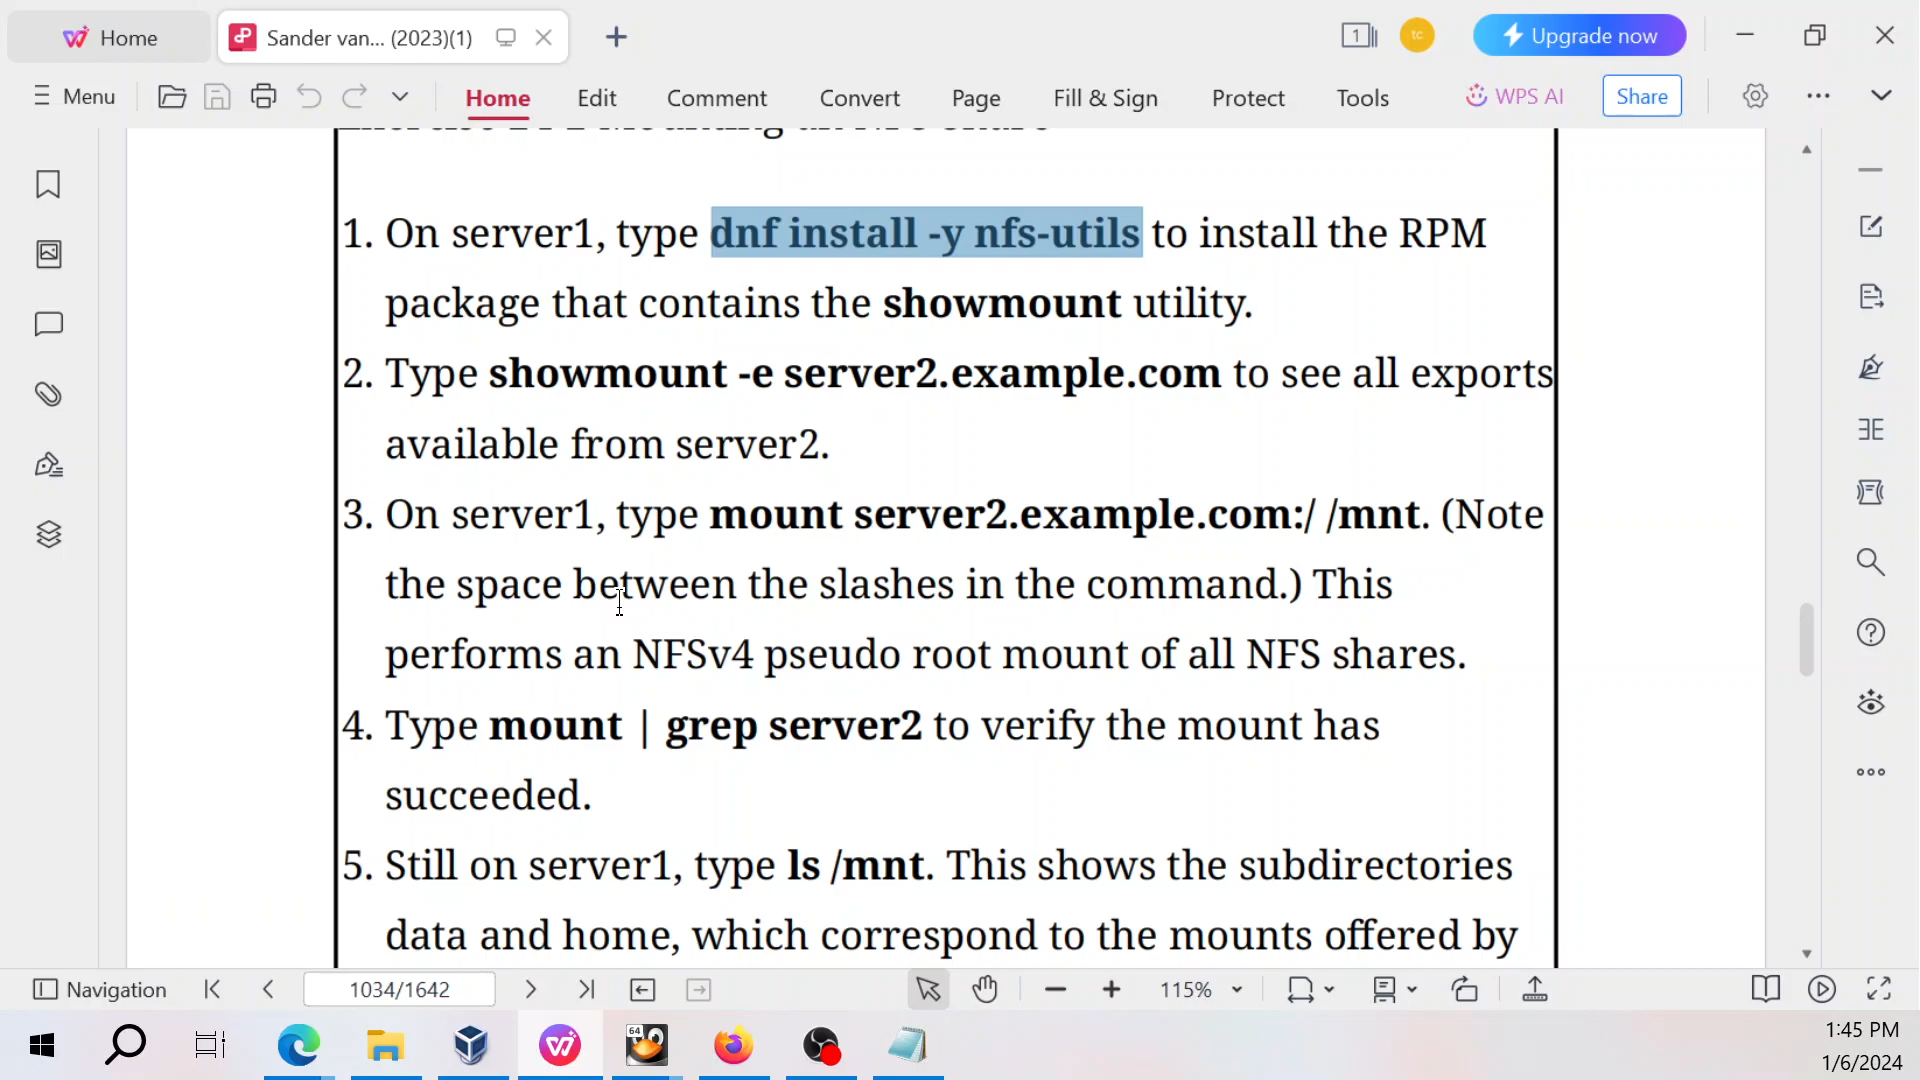 Home
Sander van... (2023)(1)
1
tc
Upgrade now
Menu
Home
Edit
Comment
Convert
Page
Fill & Sign
Protect
Tools
WPS AI
Share
1. On server1, type dnf install -y nfs-utils to install the RPM
package that contains the showmount utility.
2. Type showmount -e server2.example.com to see all exports
available from server2.
3. On server1, type mount server2.example.com:/ /mnt. (Note
the space between the slashes in the command.) This
performs an NFSv4 pseudo root mount of all NFS shares.
4. Type mount | grep server2 to verify the mount has
succeeded.
5. Still on server1, type ls /mnt. This shows the subdirectories
data and home, which correspond to the mounts offered by
Navigation
1034/1642
115%
64
1:45 PM
1/6/2024